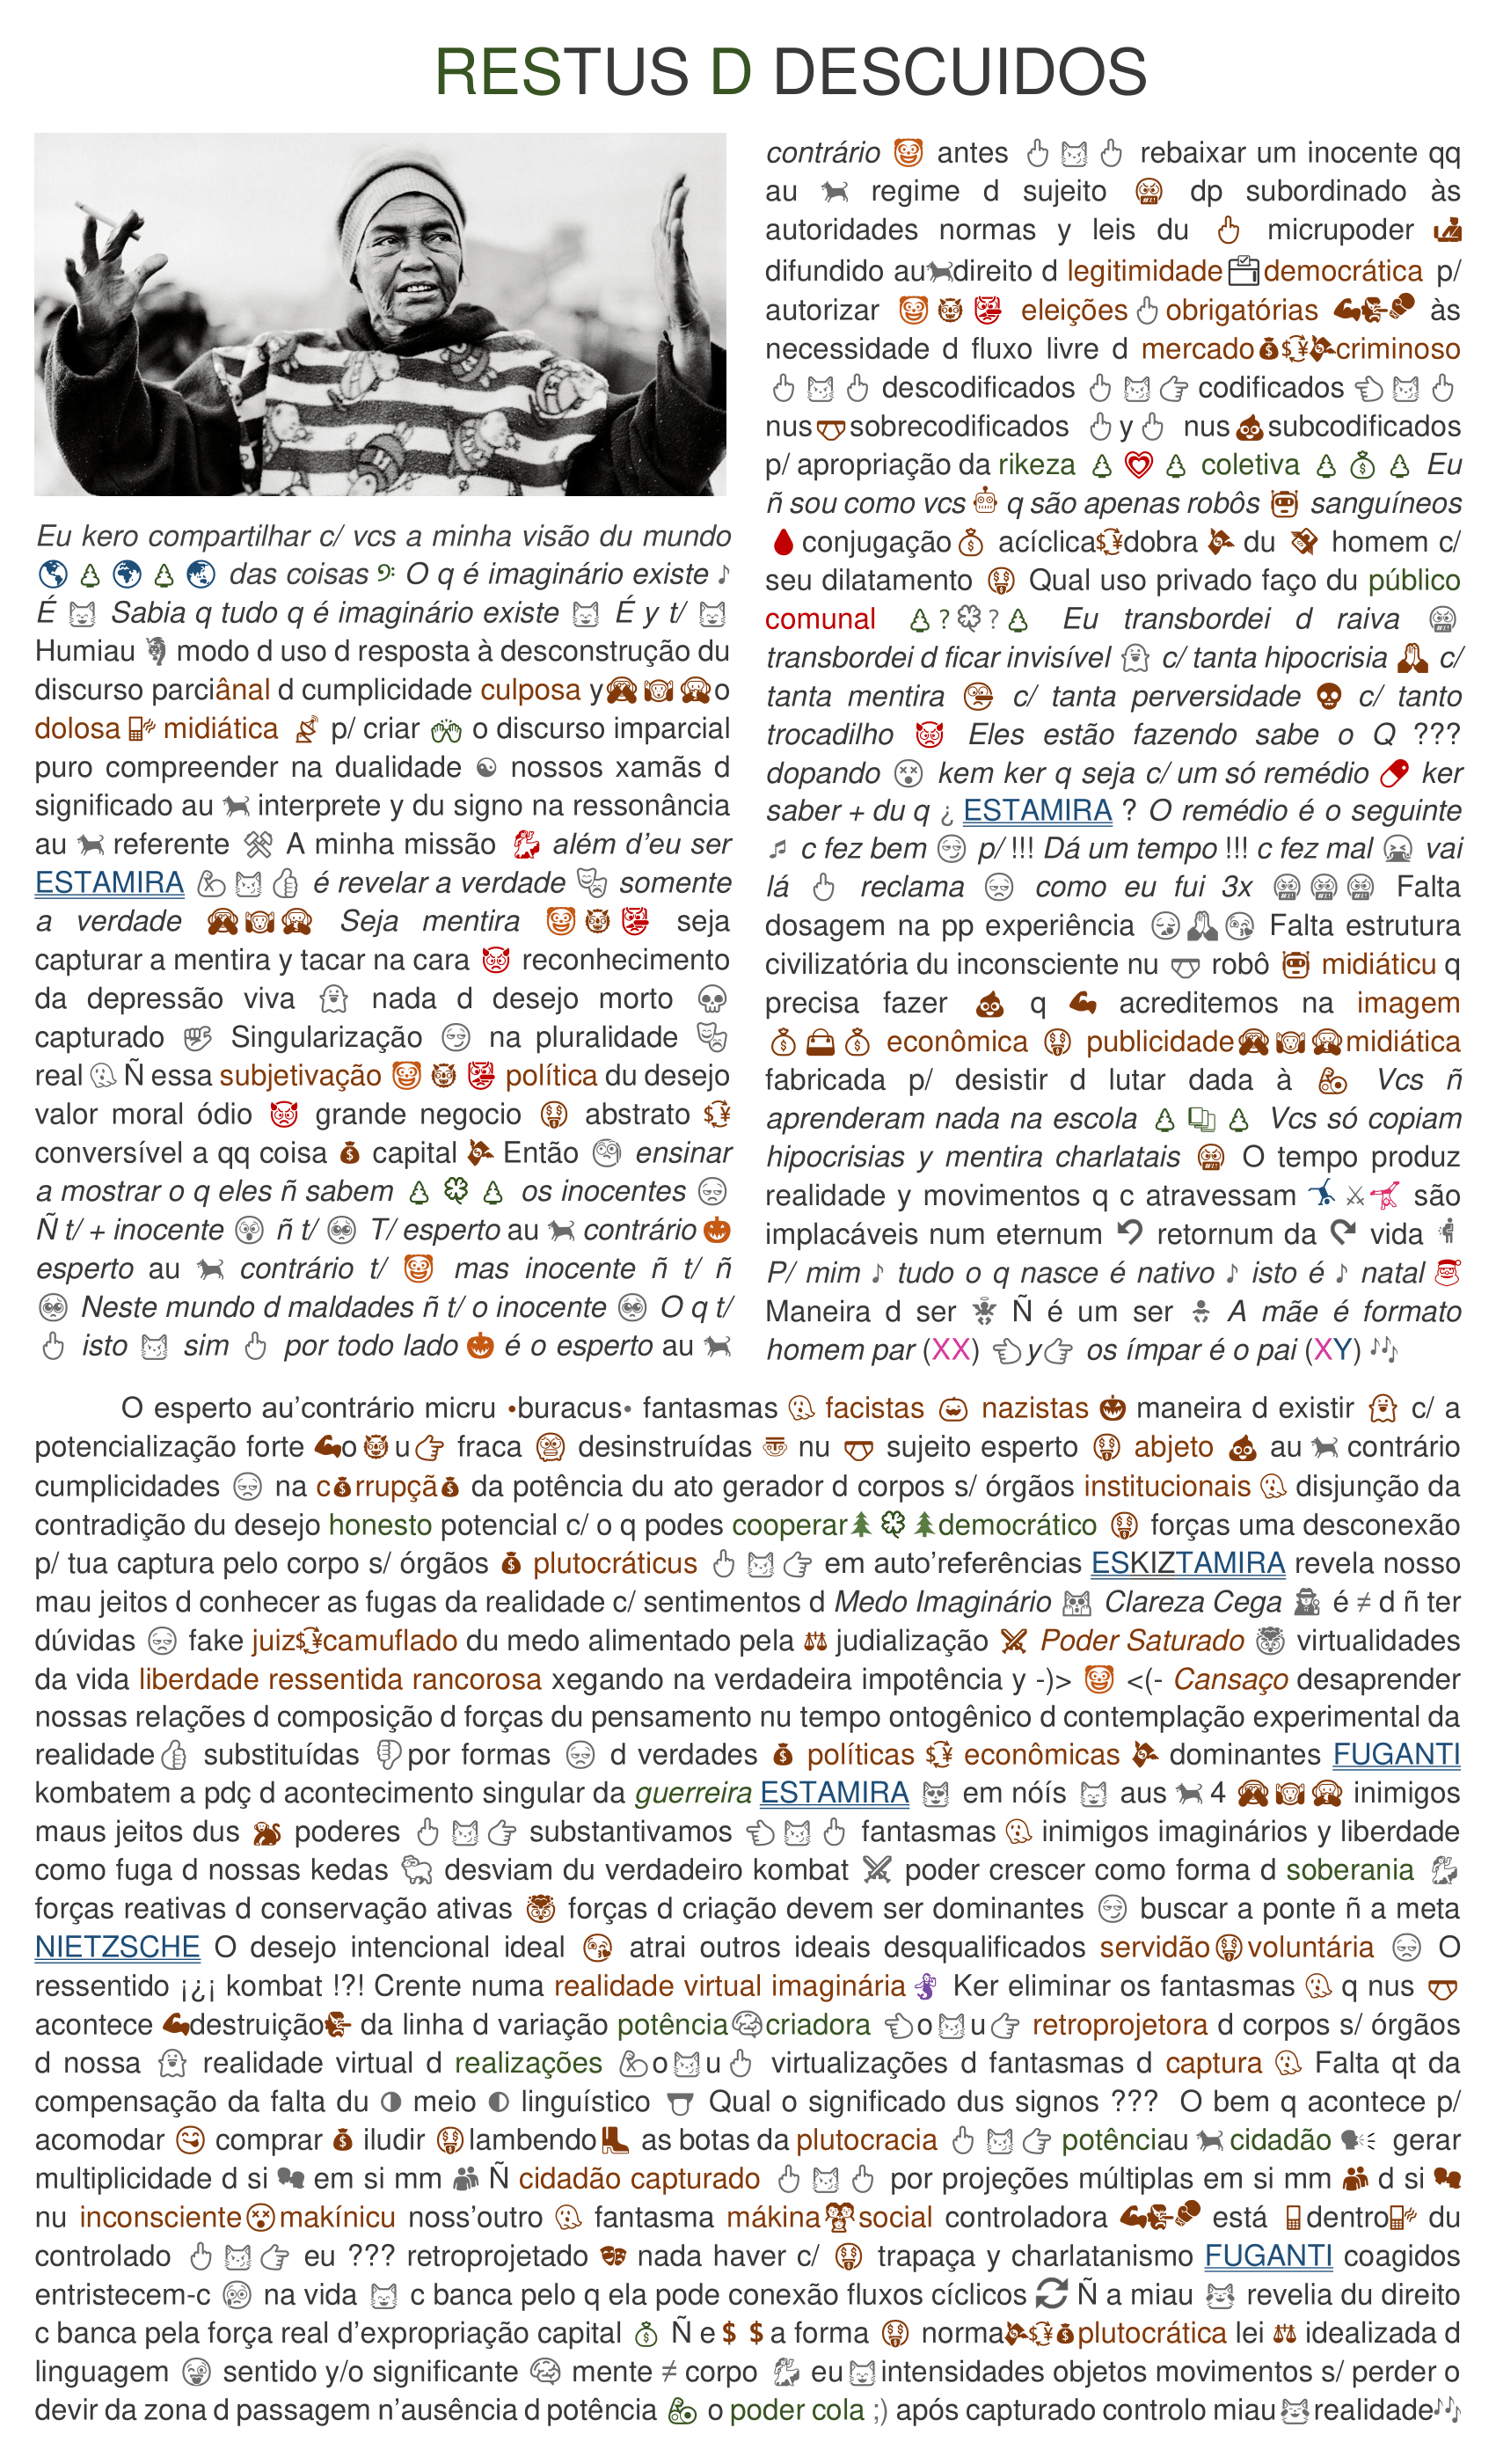 RESTUS D DESCUIDOS
Eu kero compartilhar c/ vcs a minha visão du mundo
🌎 🌲 🌍 🌲 🌏 das coisas 𝄢 O q é imaginário existe ♪
É 😺 Sabia q tudo q é imaginário existe 😺 É y t/ 😺
Humiau modo d uso d resposta à desconstrução du
discurso parciânal d cumplicidade culposa y🙈🐵🙊o
dolosa 📲 midiática 📡 p/ criar 👐 o discurso imparcial
puro compreender na dualidade ☯ nossos xamãs d
significado au 🐕 interprete y du signo na ressonância
au 🐕 referente ⚒ A minha missão 💃 além d'eu ser
ESTAMIRA 💪😼👍 é revelar a verdade 🎭 somente
a verdade 🙈🐵🙊 Seja mentira 🤡👹👺 seja
capturar a mentira y tacar na cara 👿 reconhecimento
da depressão viva 👻 nada d desejo morto 💀
capturado ✊ Singularização 😏 na pluralidade 🎭
real Ñ essa subjetivação 🤡👹👺 política du desejo
valor moral ódio 👿 grande negocio 🤑 abstrato 💱
conversível a qq coisa 💰 capital 💸 Então 🧐 ensinar
a mostrar o q eles ñ sabem 🌲 🍀 🌲 os inocentes 😔
Ñ t/ + inocente 😲 ñ t/ 🥺 T/ esperto au 🐕 contrário 🎃
esperto au 🐕 contrário t/ 🤡 mas inocente ñ t/ ñ
🥺 Neste mundo d maldades ñ t/ o inocente 🥺 O q t/
🖕 isto 😼 sim 🖕 por todo lado 🎃 é o esperto au 🐕
contrário 🤡 antes 🖕😼🖕 rebaixar um inocente qq
au 🐕 regime d sujeito 🤬 dp subordinado às
autoridades normas y leis du 🖕 micrupoder
difundido au🐕direito d legitimidade🗳democrática p/
autorizar 🤡👹👺 eleições🖕obrigatórias 💪 🥊 às
necessidade d fluxo livre d mercado💰💱💸criminoso
🖕😼🖕 descodificados 🖕😼👉 codificados 👈😼🖕
nus🩲sobrecodificados 🖕y🖕 nus💩subcodificados
p/ apropriação da rikeza 🌲 💗 🌲 coletiva 🌲 💰 🌲 Eu
ñ sou como vcs 🤖 q são apenas robôs 🤖 sanguíneos
🩸 conjugação💰 acíclica💱dobra 💸 du homem c/
seu dilatamento 🤑 Qual uso privado faço du público
comunal 🌲?🍀?🌲 Eu transbordei d raiva 🤬
transbordei d ficar invisível 👻 c/ tanta hipocrisia 🙏 c/
tanta mentira 🤥 c/ tanta perversidade 💀 c/ tanto
trocadilho 👿 Eles estão fazendo sabe o Q ???
dopando 😵 kem ker q seja c/ um só remédio 💊 ker
saber + du q ¿ ESTAMIRA ? O remédio é o seguinte
♫ c fez bem 😏 p/ !!! Dá um tempo !!! c fez mal 🤮 vai
lá 🖕 reclama 😔 como eu fui 3x 🤬🤬🤬 Falta
dosagem na pp experiência 😪🙏😘 Falta estrutura
civilizatória du inconsciente nu 🩲 robô 🤖 midiáticu q
precisa fazer 💩 q 💪 acreditemos na imagem
💰👜💰 econômica 🤑 publicidade🙈🐵🙊midiática
fabricada p/ desistir d lutar dada à Vcs ñ
aprenderam nada na escola 🌲 🌲 Vcs só copiam
hipocrisias y mentira charlatais 🤬 O tempo produz
realidade y movimentos q c atravessam 🤸⚔🤸 são
implacáveis num eternum ↩ retornum da ↪ vida
P/ mim ♪ tudo o q nasce é nativo ♪ isto é ♪ natal 🎅
Maneira d ser 👼 Ñ é um ser 🚼 A mãe é formato
homem par (XX) 👈y👉 os ímpar é o pai (XY) 🎶
O esperto au'contrário micru •buracus• fantasmas facistas nazistas 🎃 maneira d existir 👻 c/ a
potencialização forte 💪o👹u👉 fraca desinstruídas nu 🩲 sujeito esperto 🤑 abjeto 💩 au 🐕 contrário
cumplicidades 😔 na c💰rrupçã💰 da potência du ato gerador d corpos s/ órgãos institucionais disjunção da
contradição du desejo honesto potencial c/ o q podes cooperar🌲🍀🌲democrático 🤑 forças uma desconexão
p/ tua captura pelo corpo s/ órgãos 💰 plutocráticus 🖕😼👉 em auto'referências ESKIZTAMIRA revela nosso
mau jeitos d conhecer as fugas da realidade c/ sentimentos d Medo Imaginário 🙀 Clareza Cega é ≠ d ñ ter
dúvidas 😔 fake juiz💱camuflado du medo alimentado pela ⚖ judialização ⚔ Poder Saturado 🤯 virtualidades
da vida liberdade ressentida rancorosa xegando na verdadeira impotência y -)> 🤡 <(- Cansaço desaprender
nossas relações d composição d forças du pensamento nu tempo ontogênico d contemplação experimental da
realidade👍 substituídas 👎por formas 😔 d verdades 💰 políticas 💱 econômicas 💸 dominantes FUGANTI
kombatem a pdç d acontecimento singular da guerreira ESTAMIRA 😻 em nóís 😺 aus 🐕 4 🙈🐵🙊 inimigos
maus jeitos dus 🐒 poderes 🖕😼👉 substantivamos 👈😼🖕 fantasmas inimigos imaginários y liberdade
como fuga d nossas kedas 🐑 desviam du verdadeiro kombat ⚔ poder crescer como forma d soberania 💃
forças reativas d conservação ativas 🤯 forças d criação devem ser dominantes 😏 buscar a ponte ñ a meta
NIETZSCHE O desejo intencional ideal 😘 atrai outros ideais desqualificados servidão🤑voluntária 😔 O
ressentido ¡¿¡ kombat !?! Crente numa realidade virtual imaginária 🧜 Ker eliminar os fantasmas q nus 🩲
acontece 💪destruição da linha d variação potência🧠criadora 👈o😼u👉 retroprojetora d corpos s/ órgãos
d nossa 👻 realidade virtual d realizações 💪o😼u🖕 virtualizações d fantasmas d captura Falta qt da
compensação da falta du ◑ meio ◐ linguístico 👅 Qual o significado dus signos ??? O bem q acontece p/
acomodar 😋 comprar 💰 iludir 🤑lambendo👢 as botas da plutocracia 🖕😼👉 potênciau 🐕 cidadão 🗣 gerar
multiplicidade d si 🗣 em si mm 👥 Ñ cidadão capturado 🖕😼🖕 por projeções múltiplas em si mm 👥 d si 🗣
nu inconsciente😵makínicu noss'outro fantasma mákina social controladora 💪 🥊 está 📱dentro📲 du
controlado 🖕😼👉 eu ??? retroprojetado 🎭 nada haver c/ 🤑 trapaça y charlatanismo FUGANTI coagidos
entristecem-c 😢 na vida 😺 c banca pelo q ela pode conexão fluxos cíclicos 🔄 Ñ a miau 😹 revelia du direito
c banca pela força real d'expropriação capital 💰 Ñ e$ $a forma 🤑 norma💸💱💰plutocrática lei ⚖ idealizada d
linguagem 😜 sentido y/o significante 🧠 mente ≠ corpo 💃 eu😺intensidades objetos movimentos s/ perder o
devir da zona d passagem n'ausência d potência o poder cola ;) após capturado controlo miau😹realidade🎶